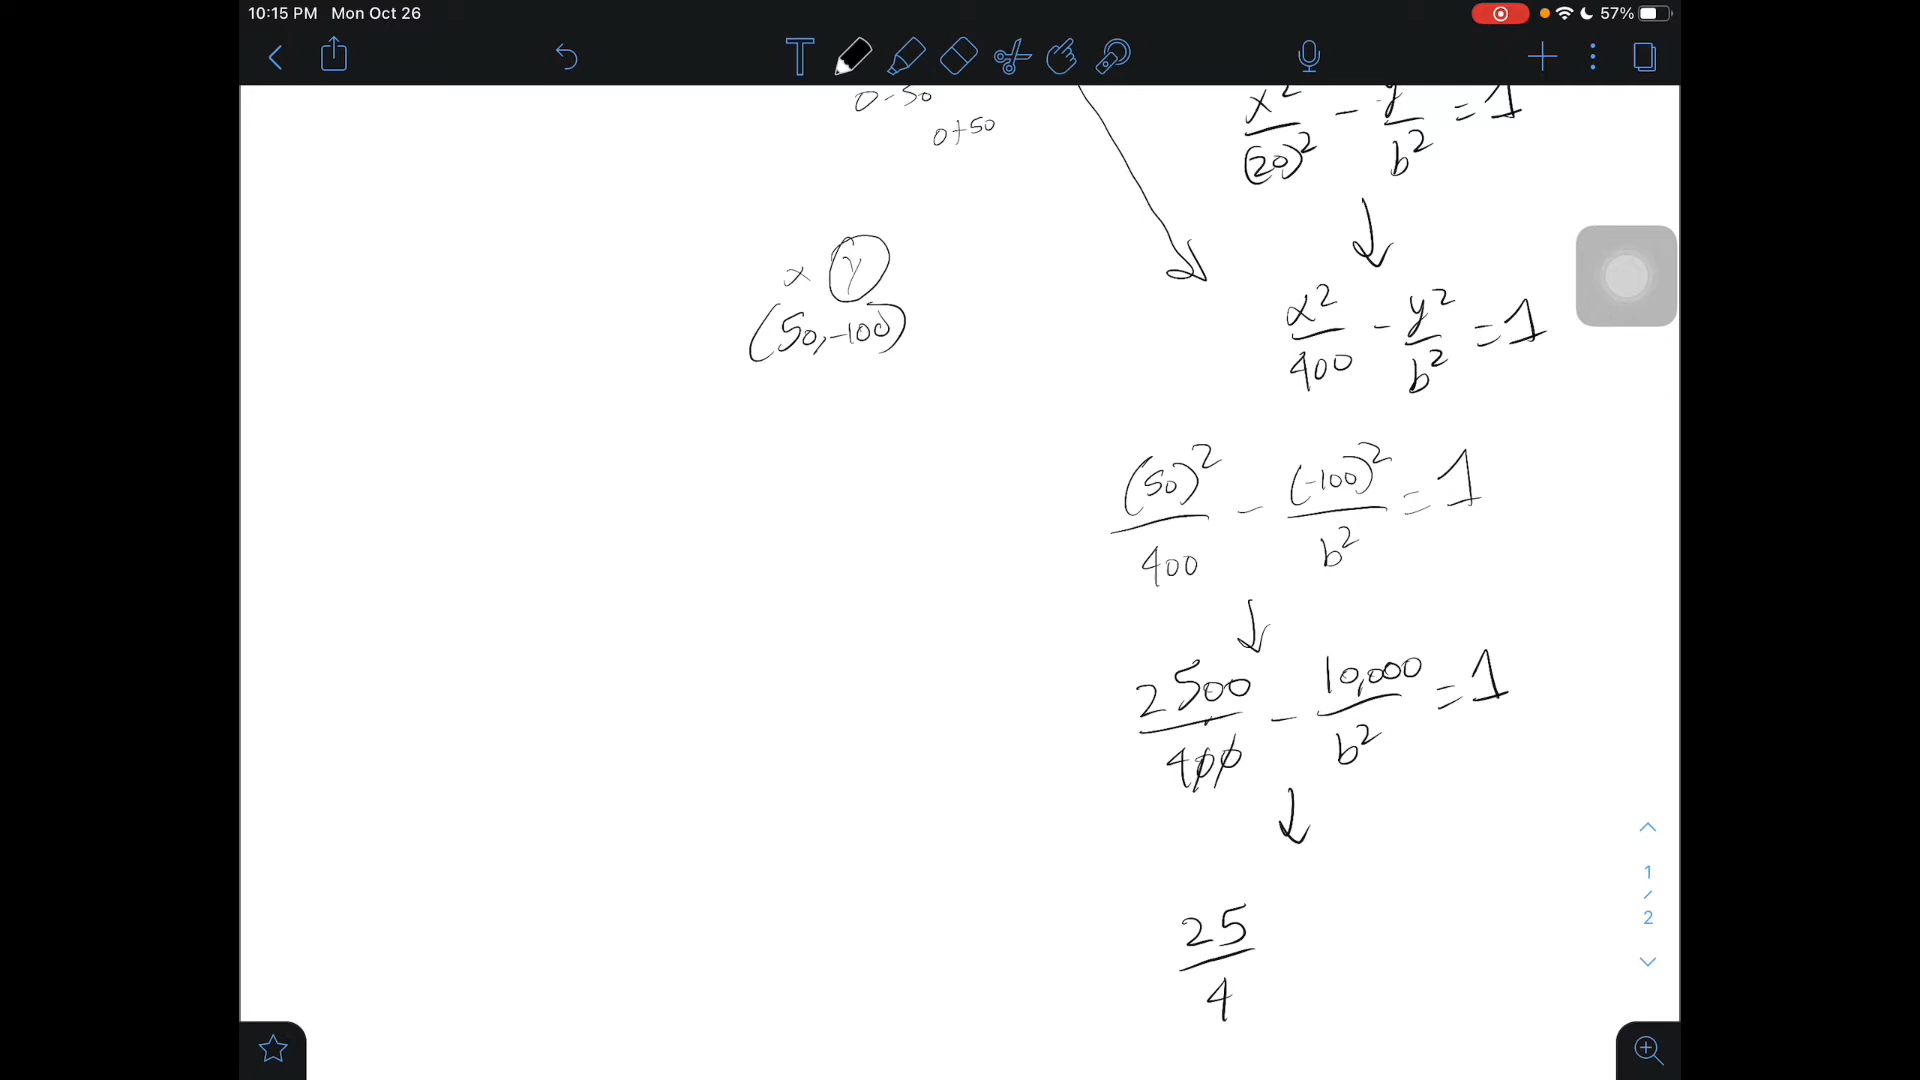 10:15 PM Mon Oct 26
57%
T
0-50
0+50
x²/(20)² - y/b² = 1
x y
(50,-100)
x²/400 - y²/b² = 1
(50)²/400 - (-100)²/b² = 1
2500/400 - 10,000/b² = 1
25/4
1
/
2